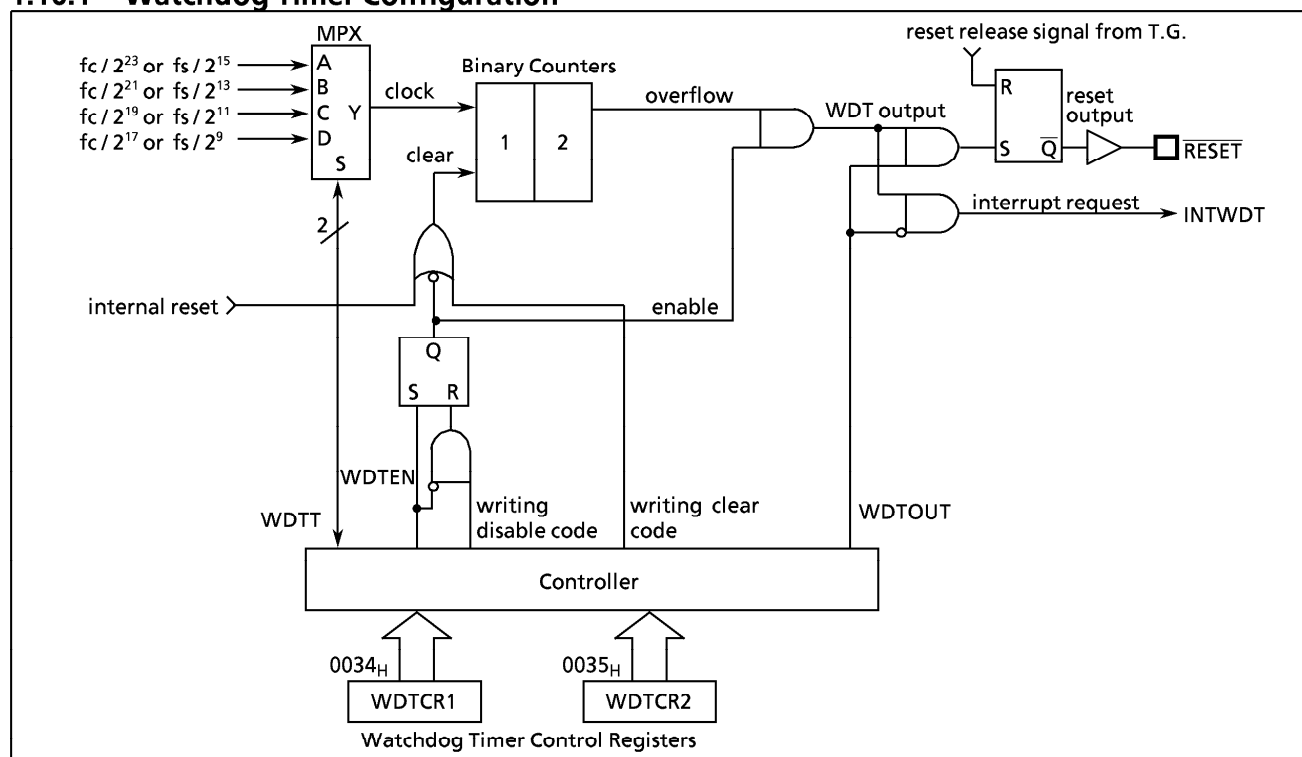 1.16.1 Watchdog Timer Configuration
MPX
reset release signal from T.G.
fc / 2²³ or fs / 2¹⁵
fc / 2²¹ or fs / 2¹³
fc / 2¹⁹ or fs / 2¹¹
fc / 2¹⁷ or fs / 2⁹
A
B
C
D
Y
S
clock
clear
Binary Counters
1
2
overflow
WDT output
R
S
Q̅
reset
output
R̅E̅S̅E̅T̅
2
interrupt request
INTWDT
internal reset
enable
Q
S R
WDTEN
WDTT
writing
disable code
writing clear
code
WDTOUT
Controller
0034H
0035H
WDTCR1
WDTCR2
Watchdog Timer Control Registers